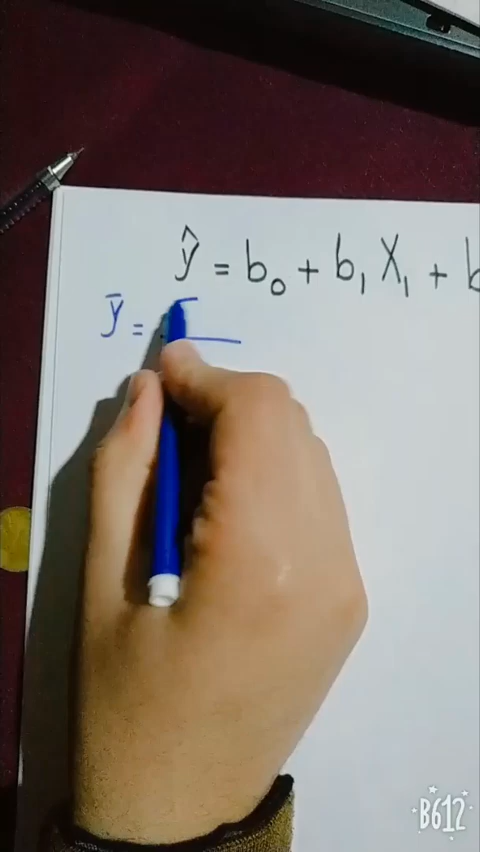 ŷ = b₀ + b₁ X₁ + b
ȳ =
B612